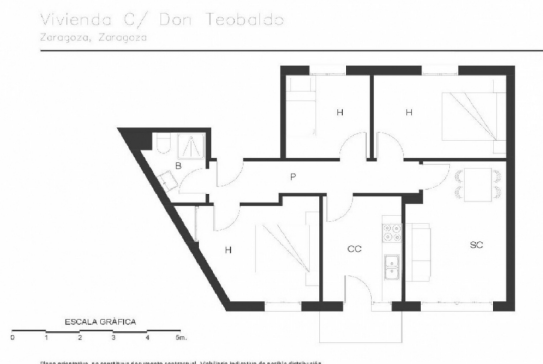 Vivienda C/ Don Teobaldo
Zaragoza, Zaragoza
H
H
B
P
H
CC
SC
ESCALA GRÁFICA
0 1 2 3 4 5m.